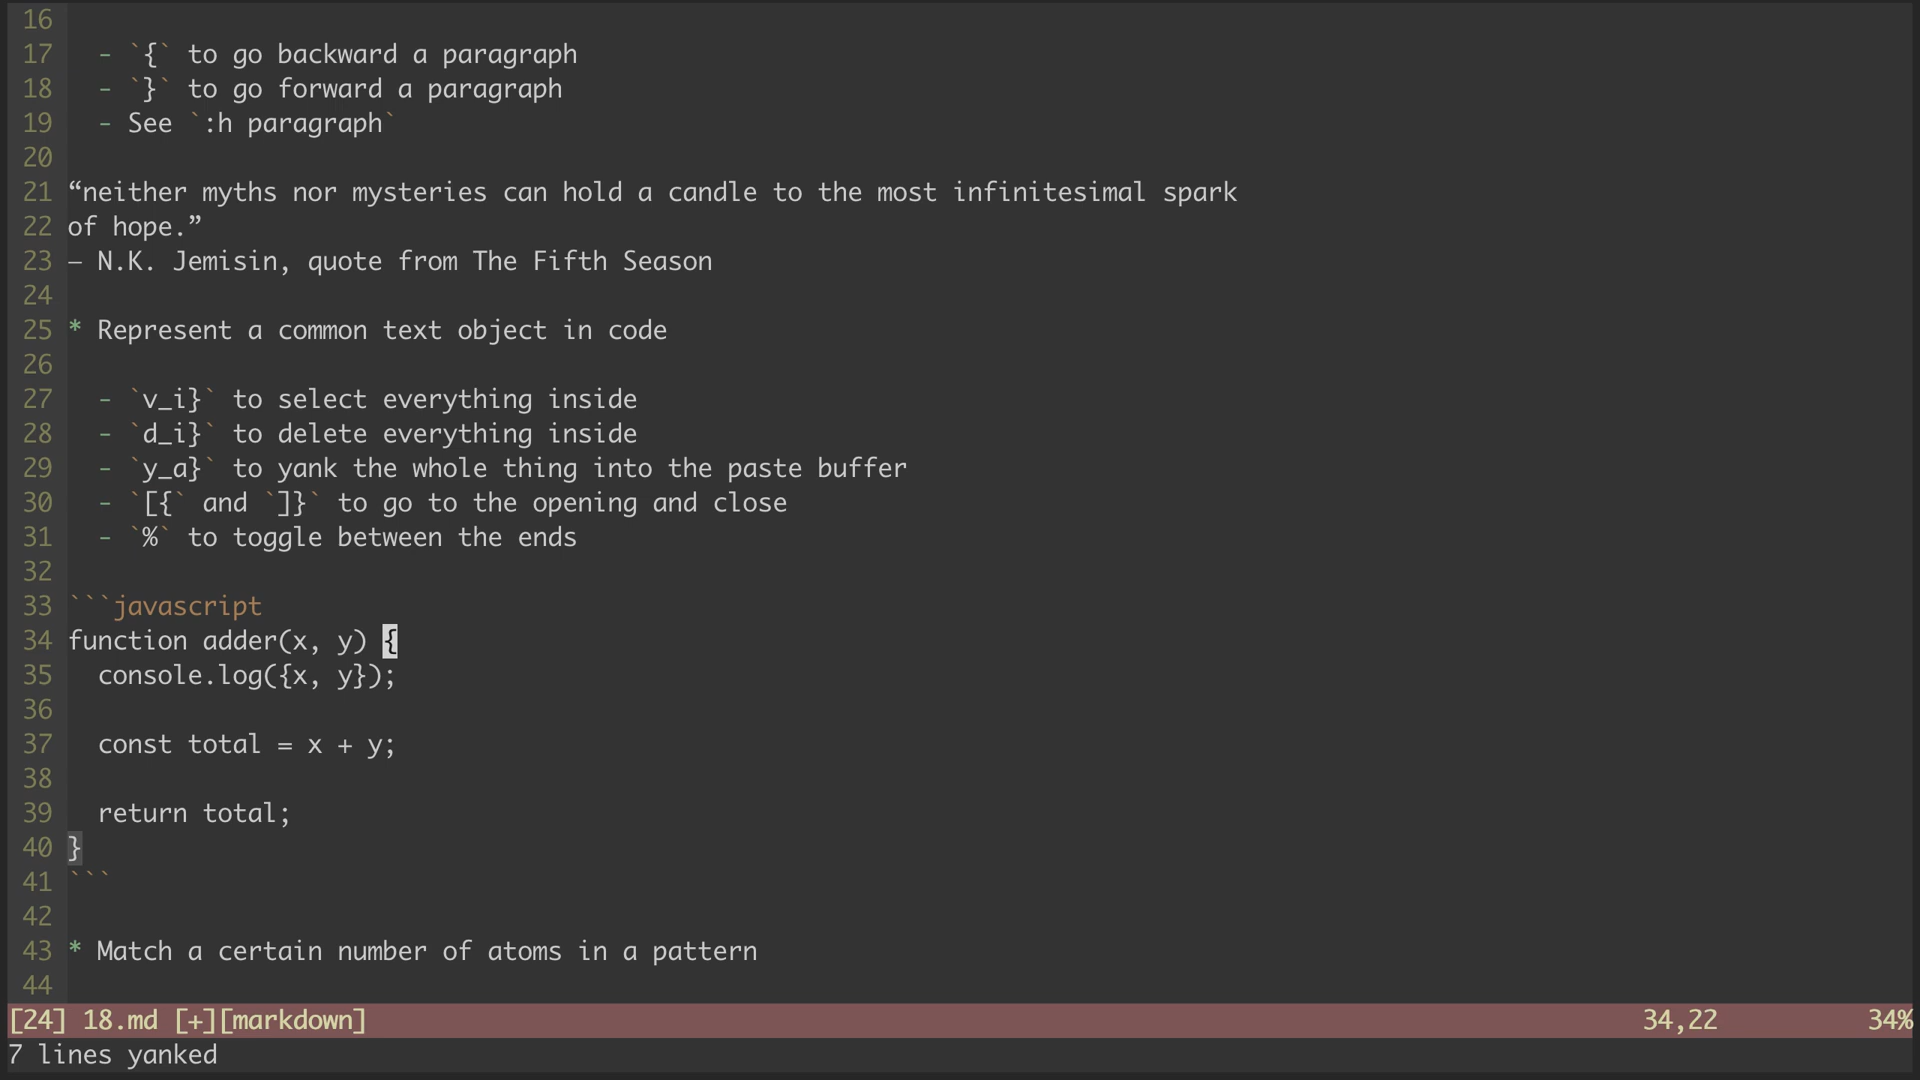 16
17   - `{` to go backward a paragraph
18   - `}` to go forward a paragraph
19   - See `:h paragraph`
20
21 “neither myths nor mysteries can hold a candle to the most infinitesimal spark
22 of hope.”
23 — N.K. Jemisin, quote from The Fifth Season
24
25 * Represent a common text object in code
26
27   - `v_i}` to select everything inside
28   - `d_i}` to delete everything inside
29   - `y_a}` to yank the whole thing into the paste buffer
30   - `[{` and `]}` to go to the opening and close
31   - `%` to toggle between the ends
32
33 ```javascript
34 function adder(x, y) {
35   console.log({x, y});
36
37   const total = x + y;
38
39   return total;
40 }
41 ```
42
43 * Match a certain number of atoms in a pattern
44
[24] 18.md [+][markdown] 34,22 34%
7 lines yanked